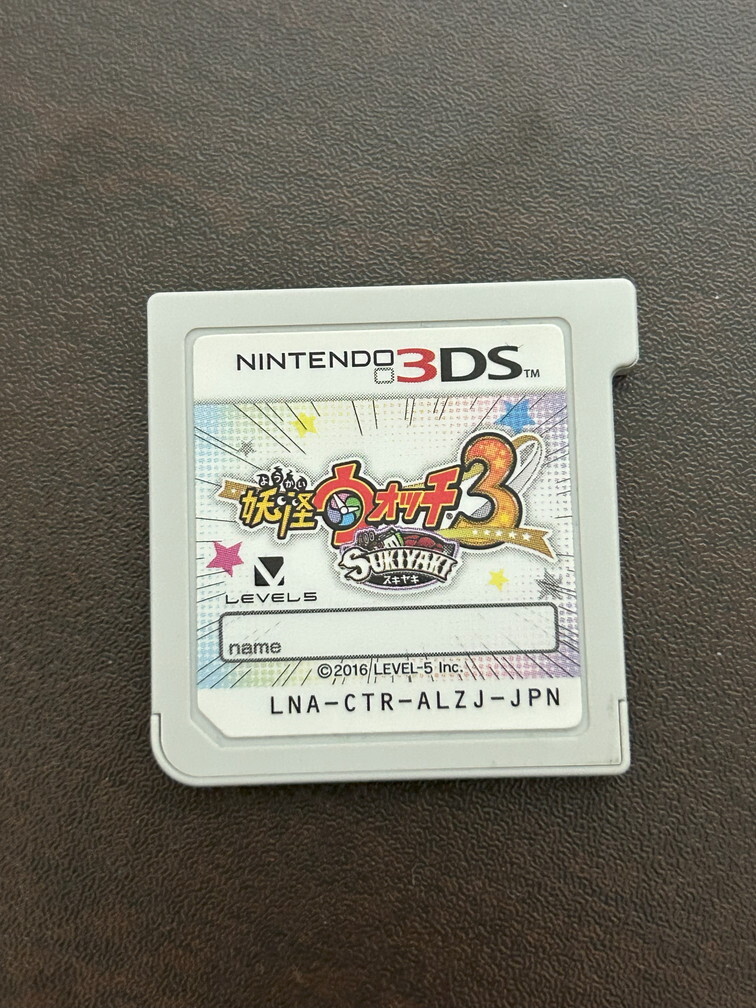 NINTENDO 3DS™
ようかい
妖怪ウォッチ3
SUKIYAKI
スキヤキ
LEVEL5
name
©2016 LEVEL-5 Inc.
LNA-CTR-ALZJ-JPN